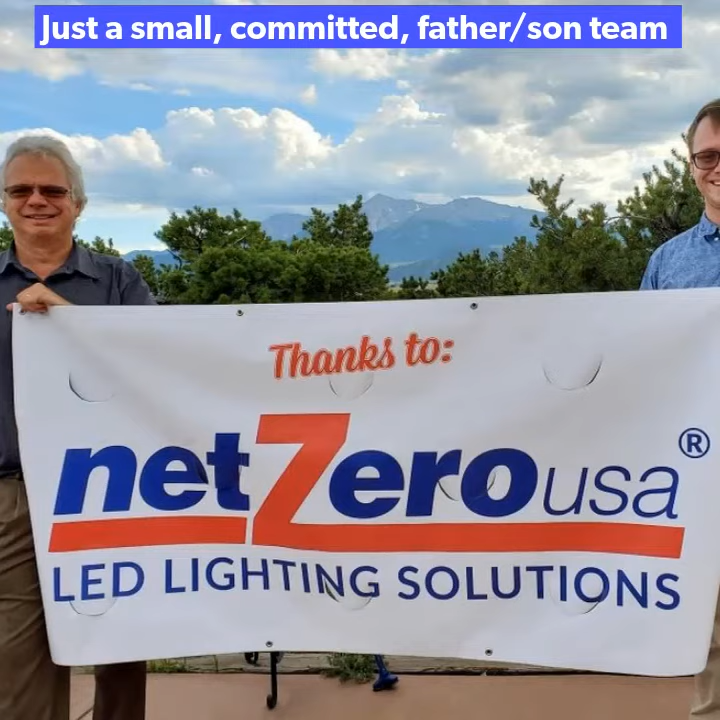 Just a small, committed, father/son team
Thanks to:
netZerousa®
LED LIGHTING SOLUTIONS